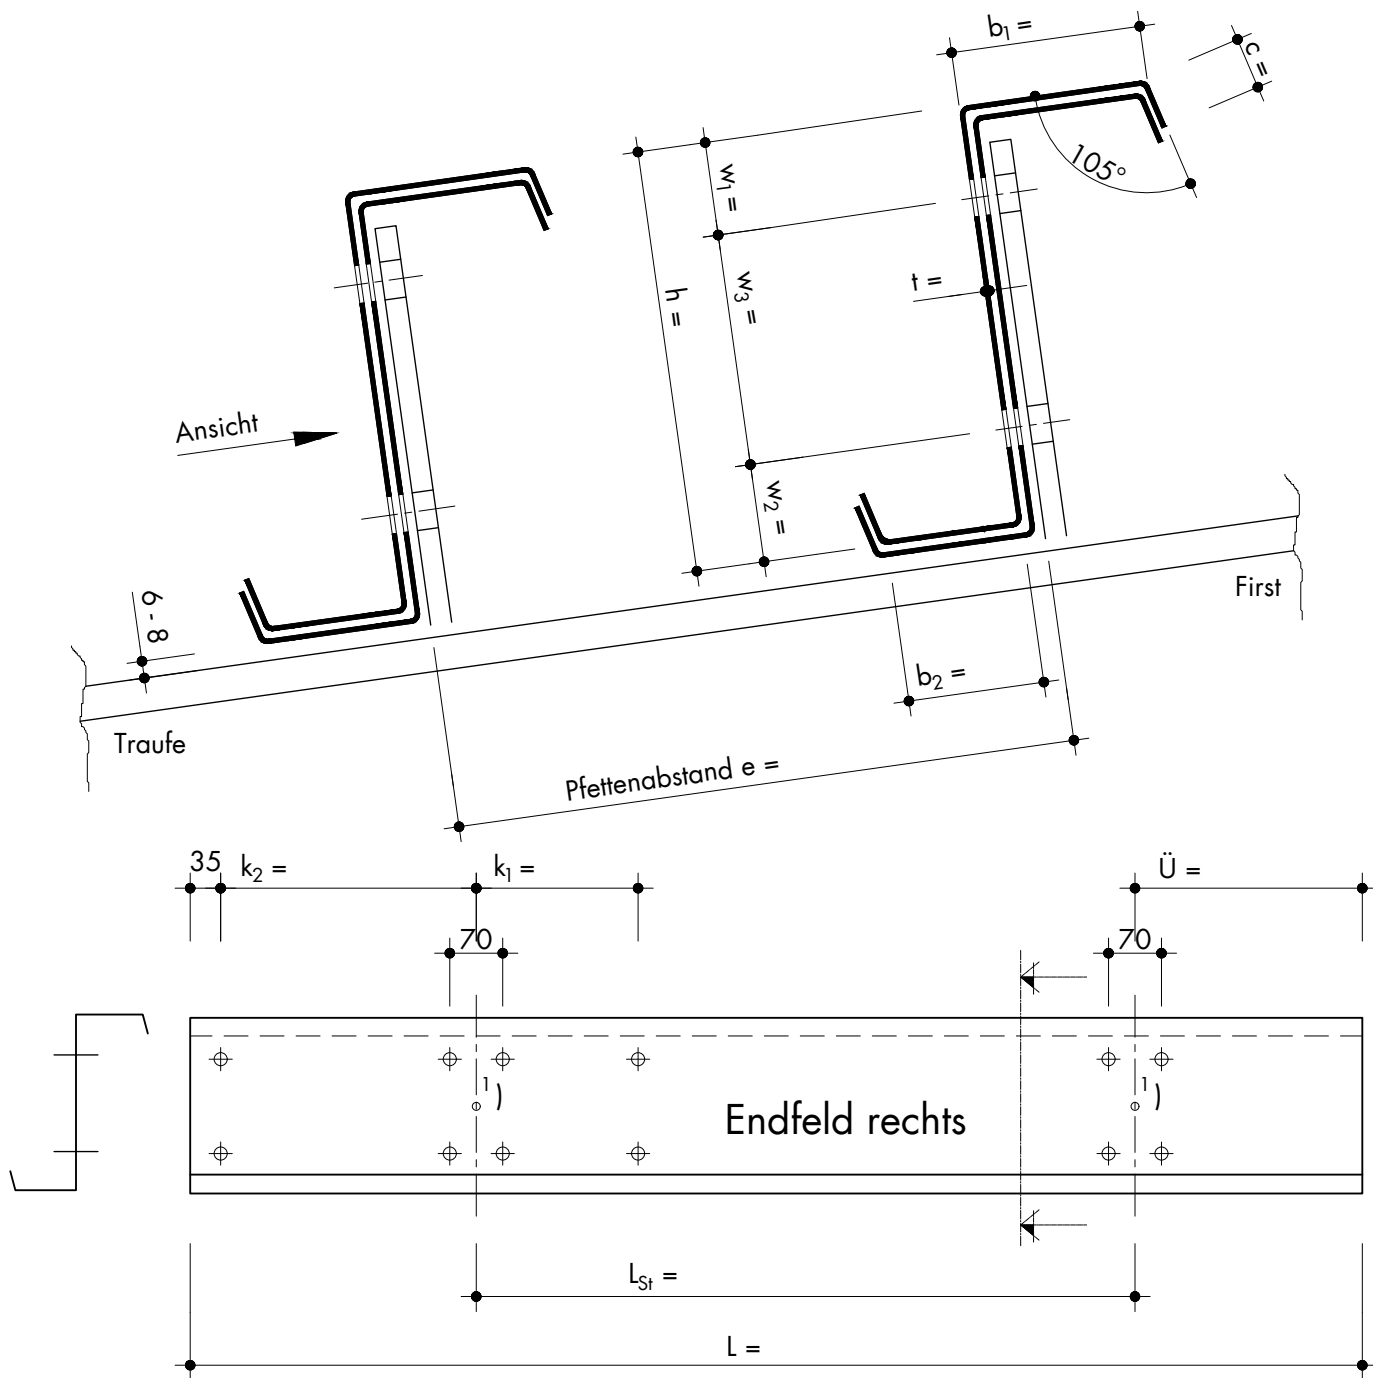 b₁ =
c =
105°
w₁ =
h =
w₃ =
t =
w₂ =
Ansicht
6 - 8
First
b₂ =
Traufe
Pfettenabstand e =
35
k₂ =
k₁ =
Ü =
70
70
1)
1)
Endfeld rechts
L_St =
L =